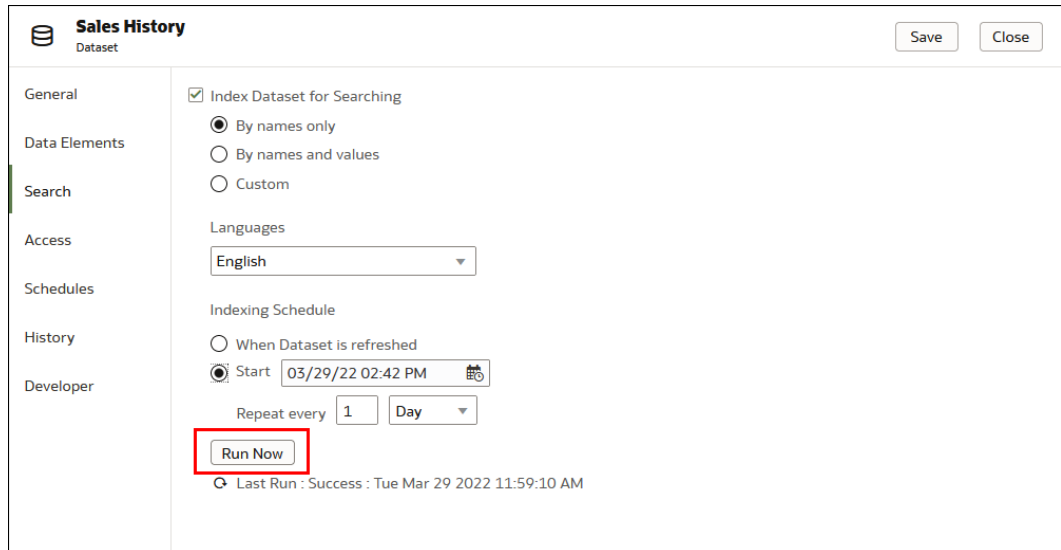 Sales History
Dataset
Save
Close
General
Data Elements
Search
Access
Schedules
History
Developer
Index Dataset for Searching
By names only
By names and values
Custom
Languages
English
Indexing Schedule
When Dataset is refreshed
Start 03/29/22 02:42 PM
Repeat every 1 Day
Run Now
Last Run : Success : Tue Mar 29 2022 11:59:10 AM